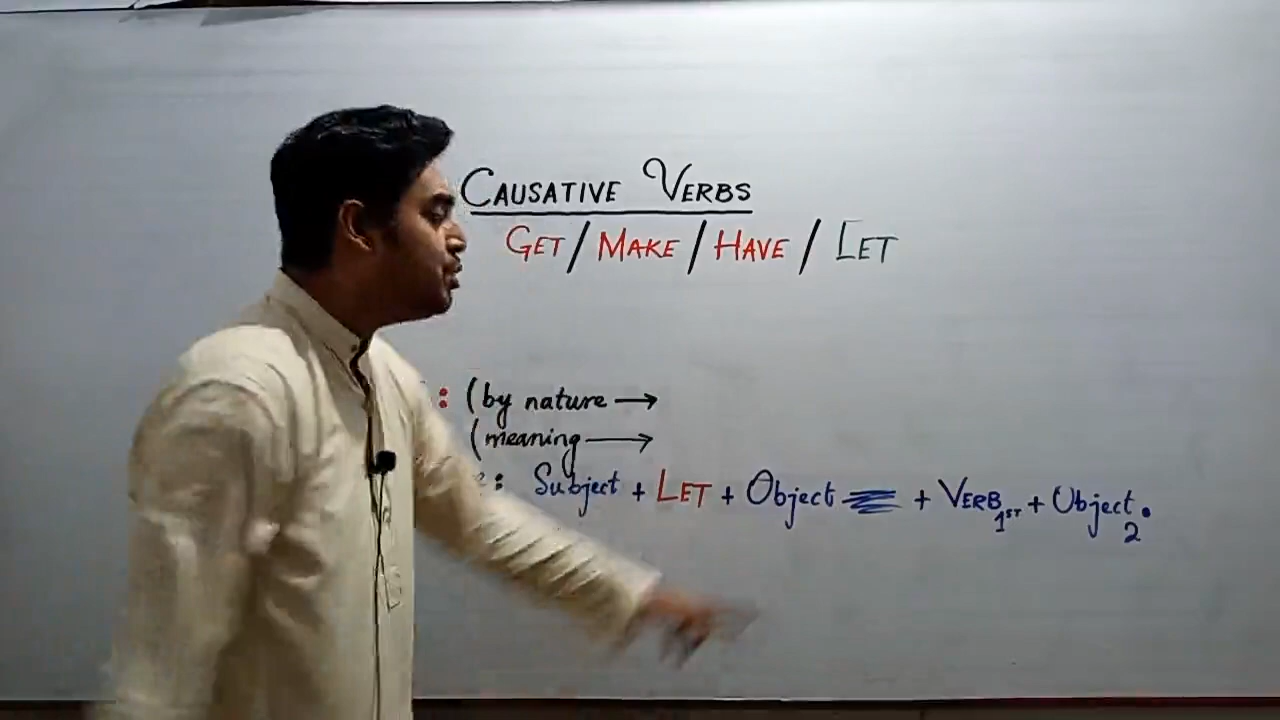 CAUSATIVE VERBS
GET / MAKE / HAVE / LET
: (by nature →
(meaning →
: Subject + LET + Object + VERB 1ST + Object 2.